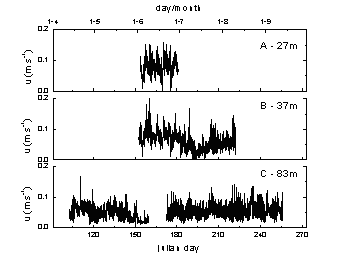 day/month
1-4 1-5 1-6 1-7 1-8 1-9
0.2
A - 27m
u (m s⁻¹)
0.1
0.0
0.2
B - 37m
u (m s⁻¹)
0.1
0.0
0.2
C - 83m
u (m s⁻¹)
0.1
0.0
120 150 180 210 240 270
Julian day